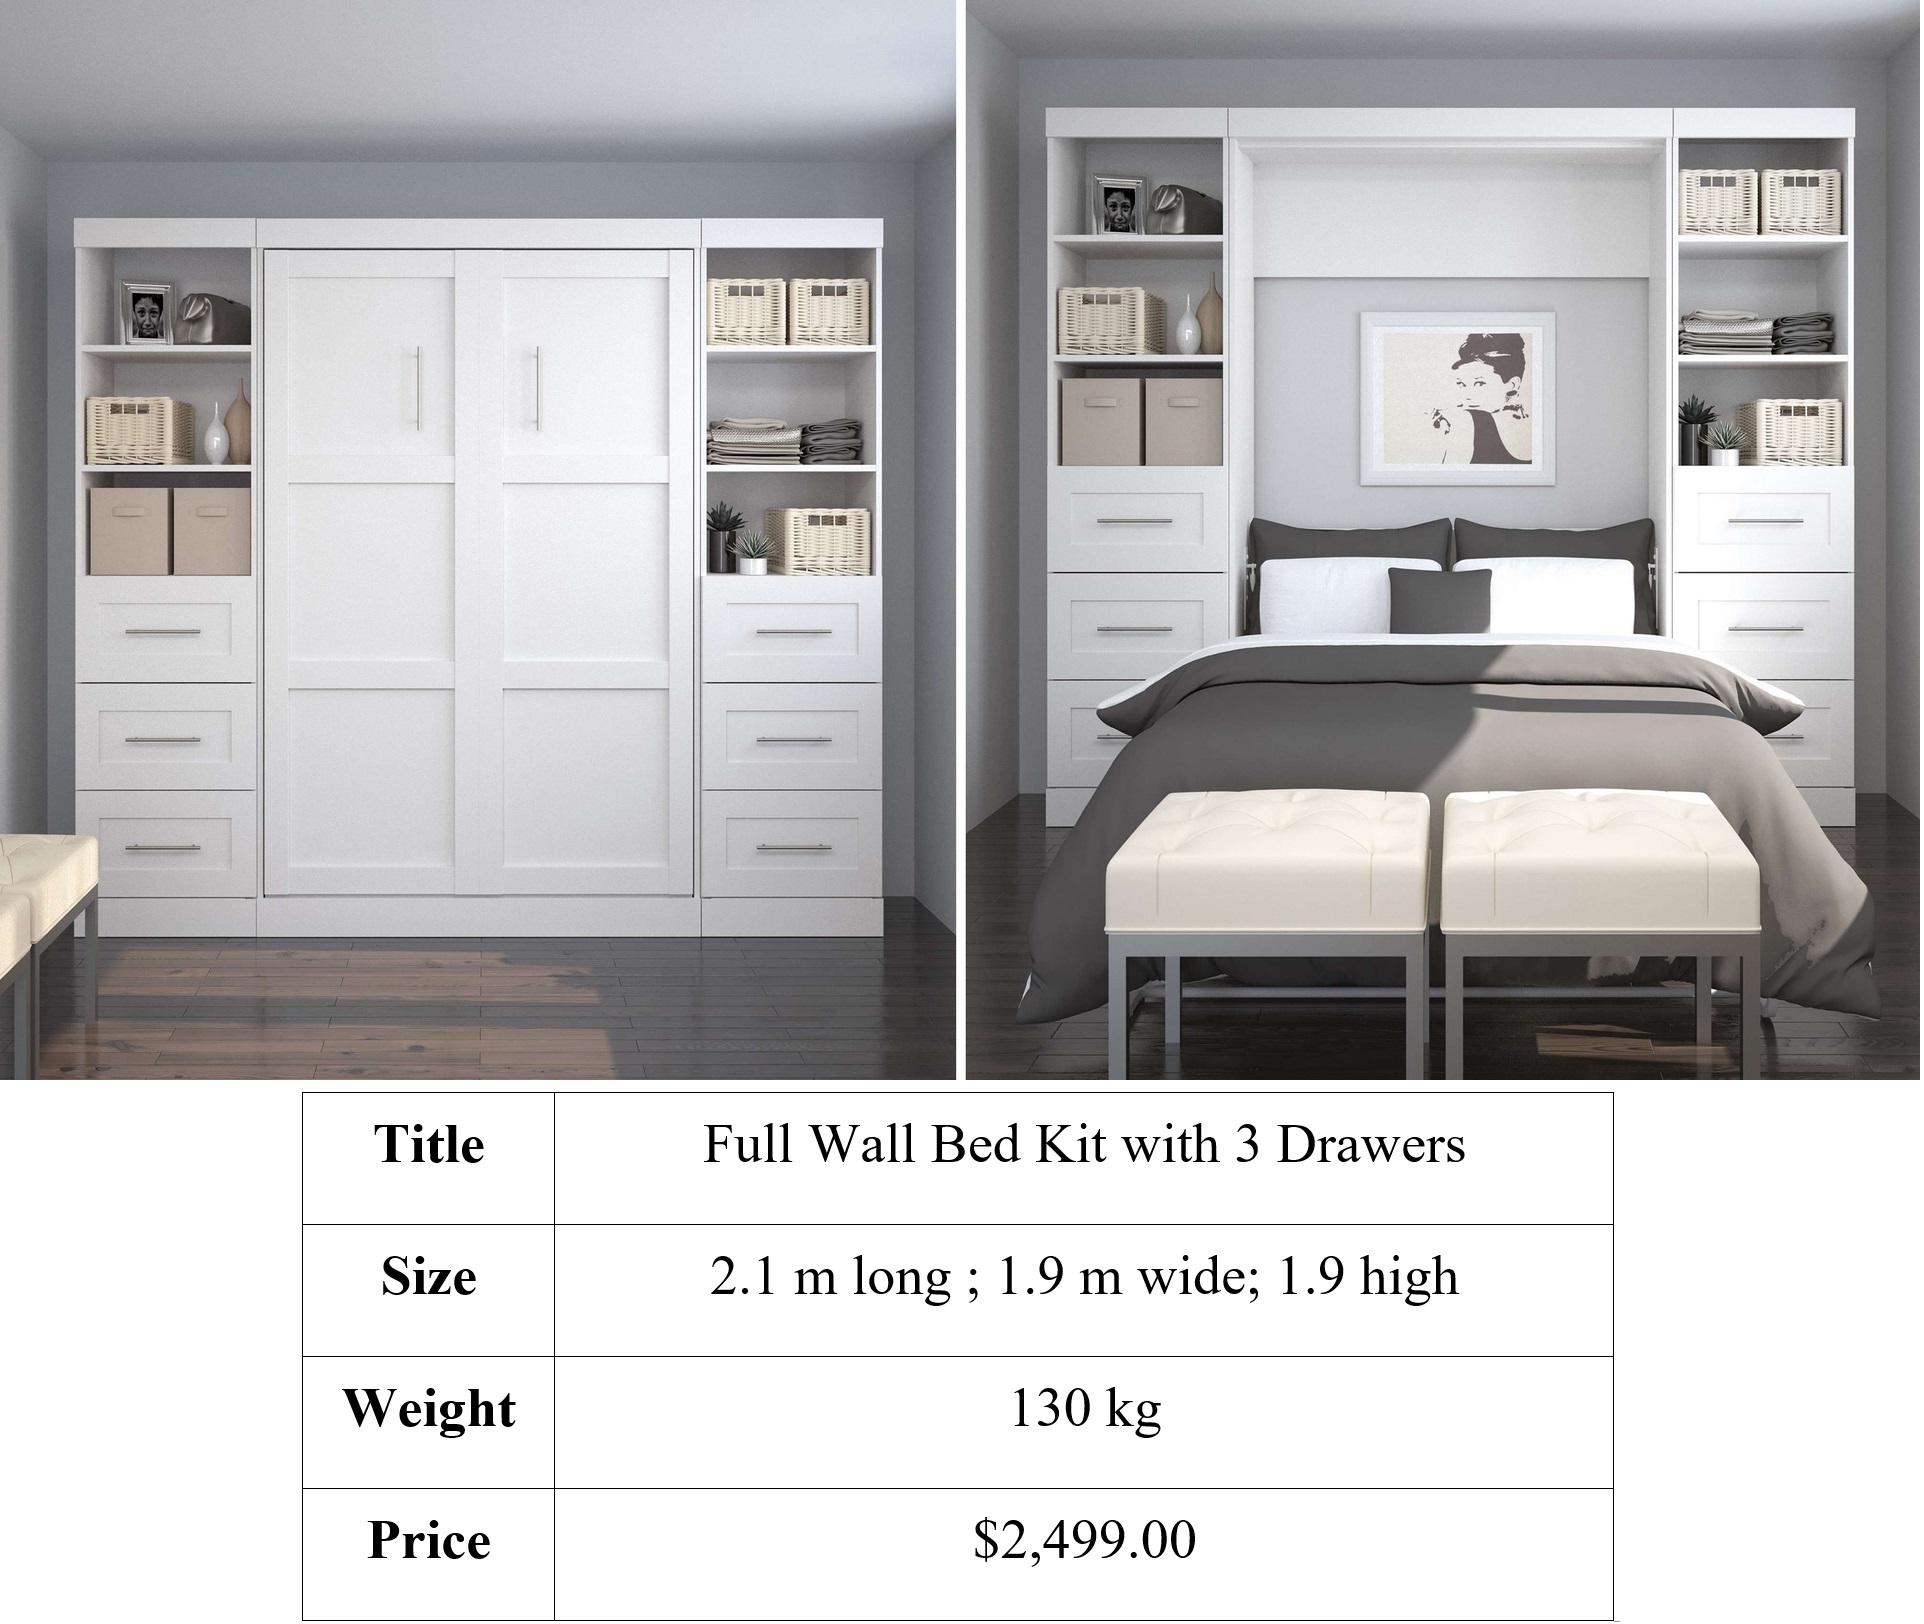 Title
Full Wall Bed Kit with 3 Drawers
Size
2.1 m long ; 1.9 m wide; 1.9 high
Weight
130 kg
Price
$2,499.00